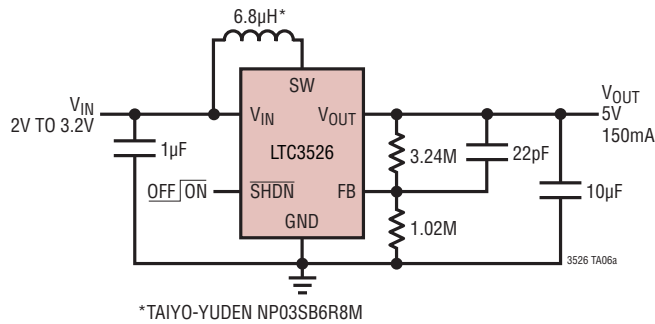 6.8µH*
SW
VIN
2V TO 3.2V
VIN
VOUT
VOUT
5V
150mA
1µF
LTC3526
3.24M
22pF
OFF ON
SHDN
FB
10µF
GND
1.02M
3526 TA06a
*TAIYO-YUDEN NP03SB6R8M